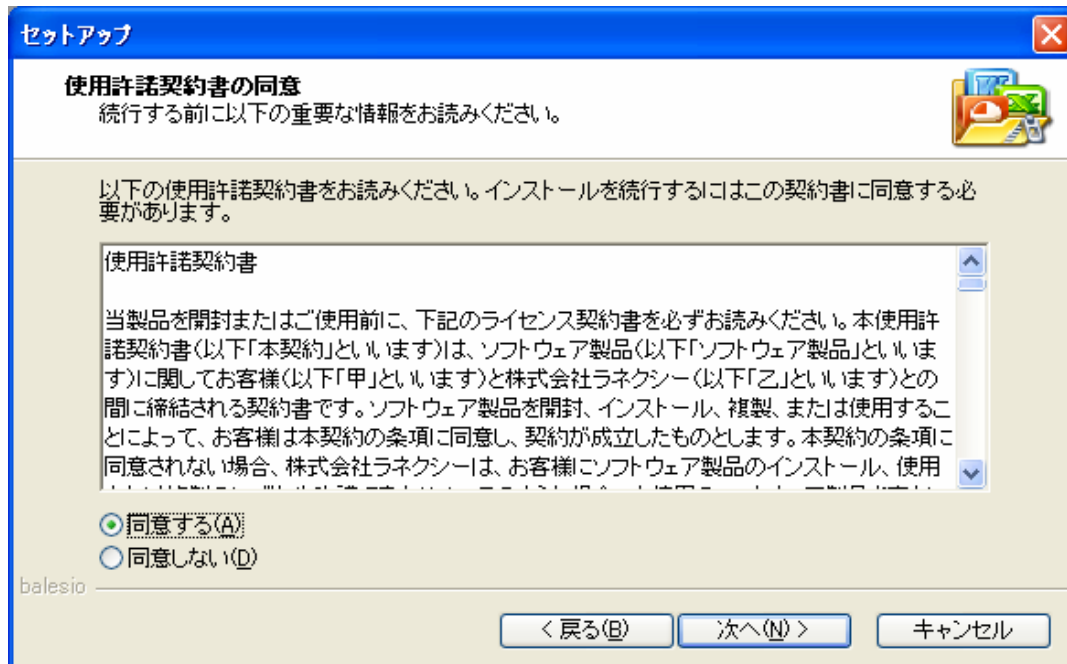 セットアップ
使用許諾契約書の同意
続行する前に以下の重要な情報をお読みください。
以下の使用許諾契約書をお読みください。インストールを続行するにはこの契約書に同意する必
要があります。
使用許諾契約書
当製品を開封またはご使用前に、下記のライセンス契約書を必ずお読みください。本使用許
諾契約書(以下「本契約」といいます)は、ソフトウェア製品(以下「ソフトウェア製品」といいま
す)に関してお客様(以下「甲」といいます)と株式会社ラネクシー(以下「乙」といいます)との
間に締結される契約書です。ソフトウェア製品を開封、インストール、複製、または使用するこ
とによって、お客様は本契約の条項に同意し、契約が成立したものとします。本契約の条項に
同意されない場合、株式会社ラネクシーは、お客様にソフトウェア製品のインストール、使用
同意する(A)
同意しない(D)
balesio
< 戻る(B)
次へ(N) >
キャンセル